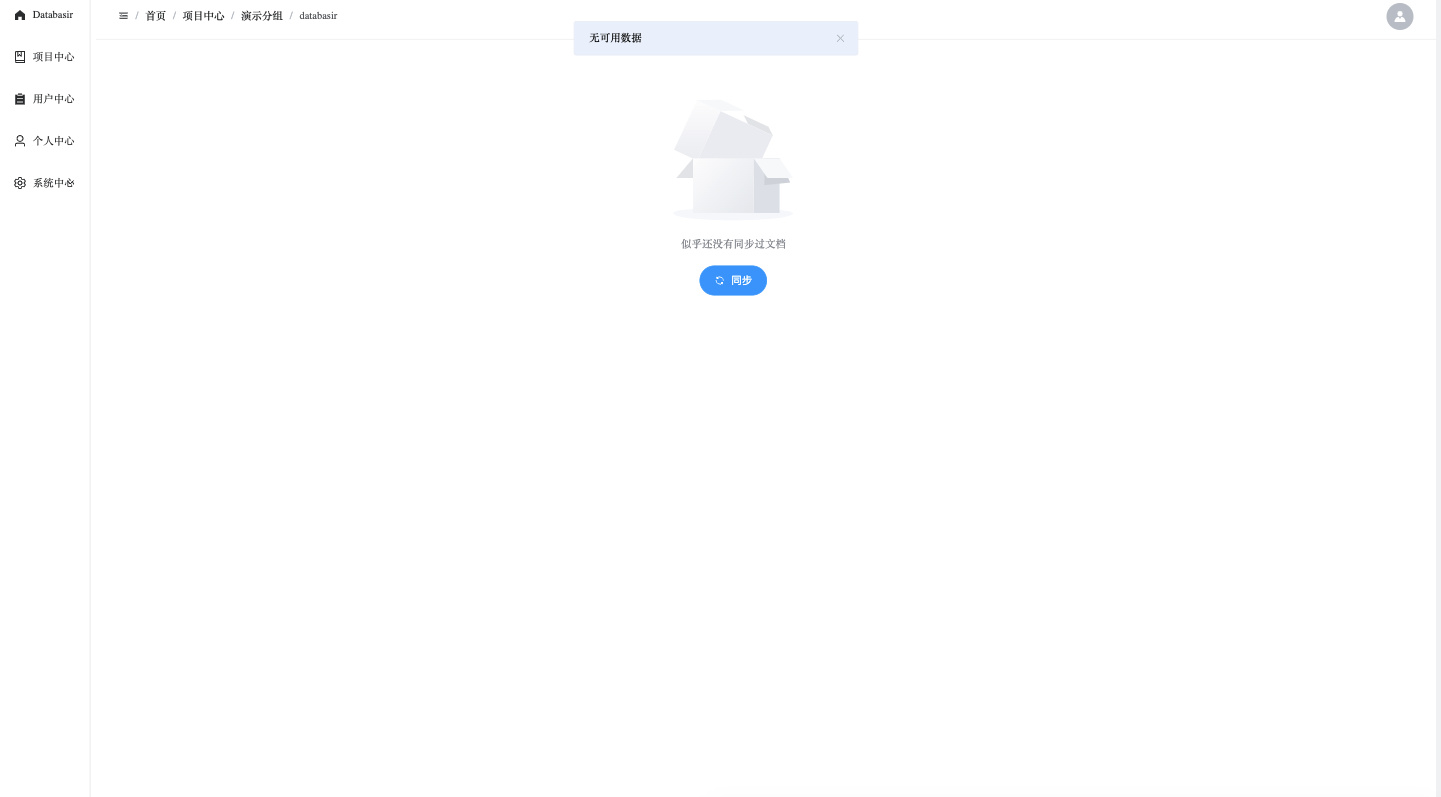 Databasir
项目中心
用户中心
个人中心
系统中心
/ 首页 / 项目中心 / 演示分组 / databasir
无可用数据
似乎还没有同步过文档
同步